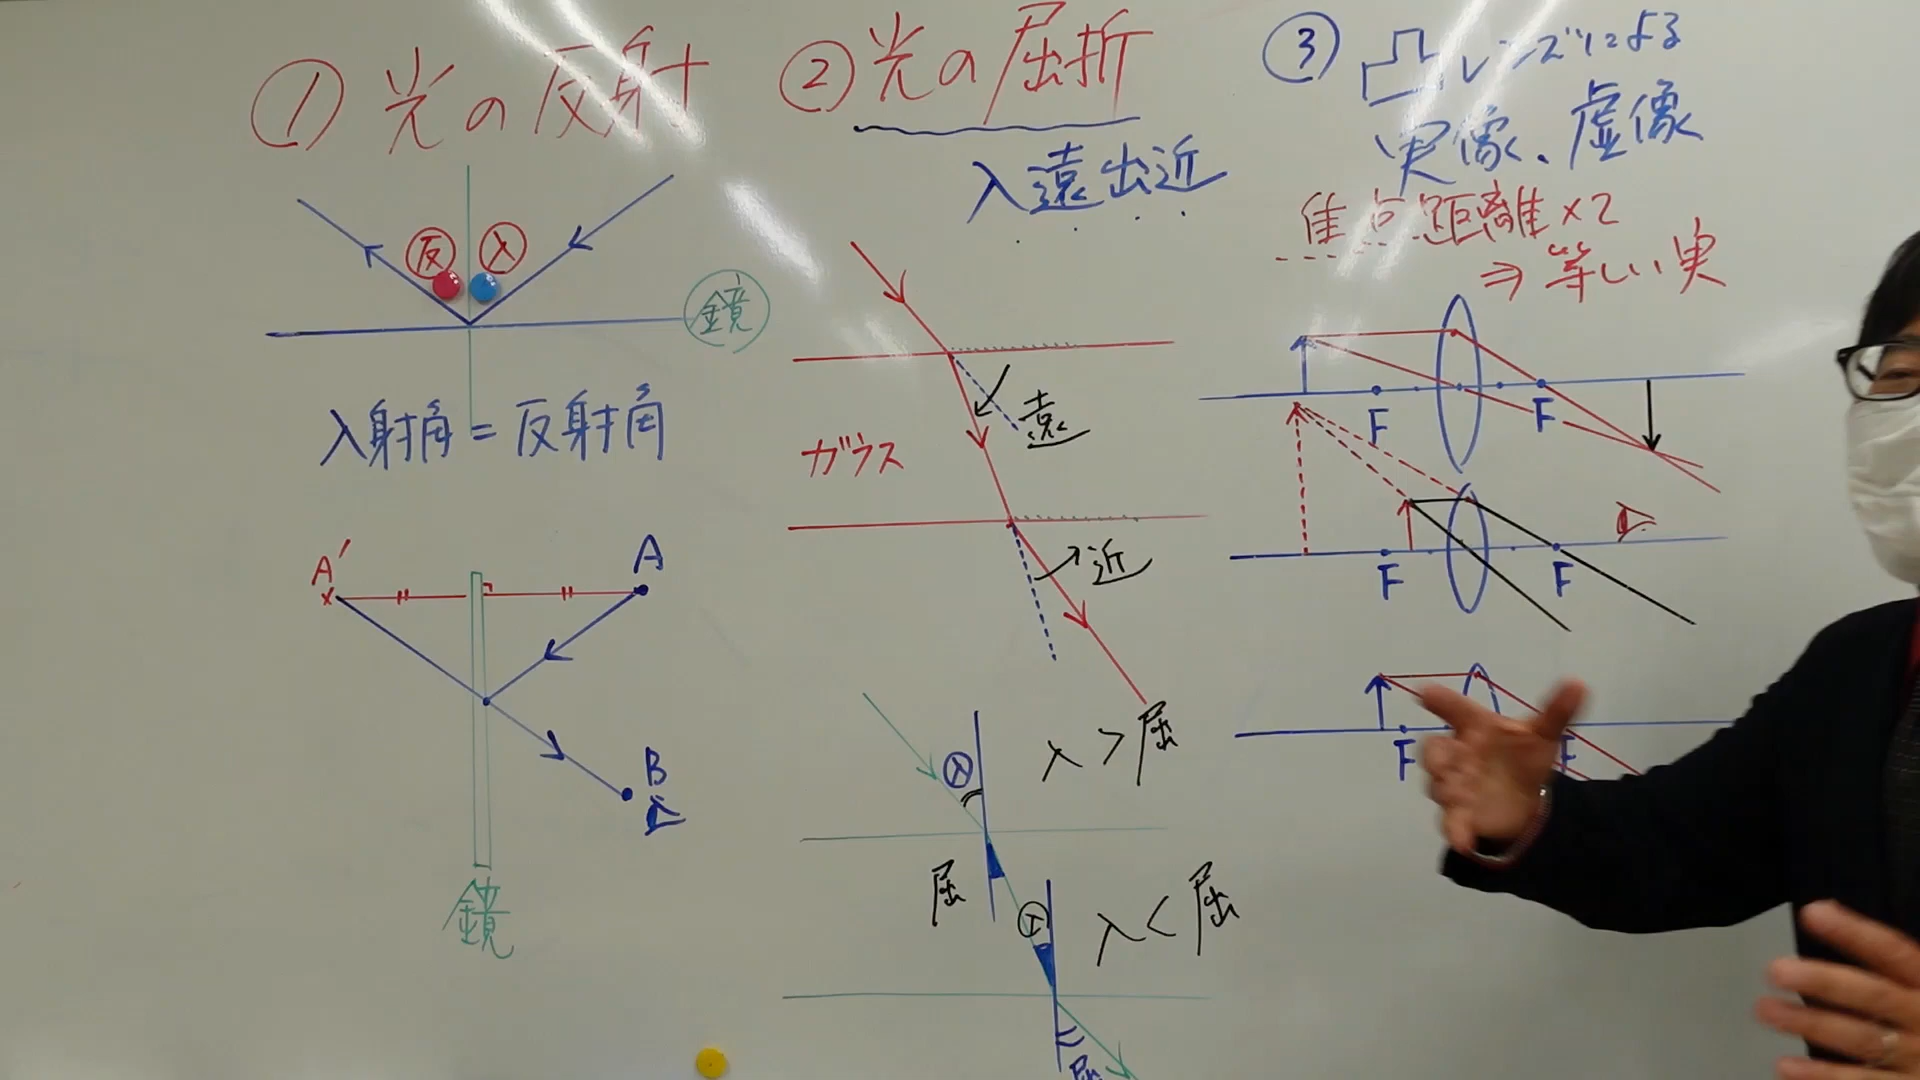 ① 光の反射
反 入
鏡
入射角=反射角
A′ A
B
鏡
② 光の屈折
入遠出近
遠
ガラス
近
入 入>屈
屈
入 入<屈
屈
③ 凸レンズによる
実像、虚像
焦点距離×2
⇒等しい実
F F
F F
F F